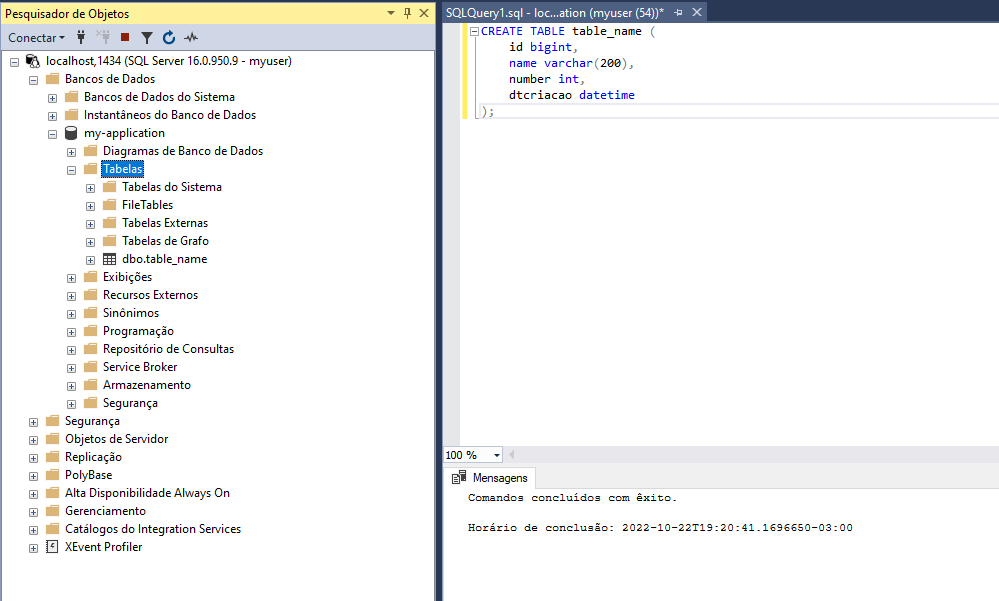 Pesquisador de Objetos
Conectar
localhost,1434 (SQL Server 16.0.950.9 - myuser)
Bancos de Dados
Bancos de Dados do Sistema
Instantâneos do Banco de Dados
my-application
Diagramas de Banco de Dados
Tabelas
Tabelas do Sistema
FileTables
Tabelas Externas
Tabelas de Grafo
dbo.table_name
Exibições
Recursos Externos
Sinônimos
Programação
Repositório de Consultas
Service Broker
Armazenamento
Segurança
Segurança
Objetos de Servidor
Replicação
PolyBase
Alta Disponibilidade Always On
Gerenciamento
Catálogos do Integration Services
XEvent Profiler
SQLQuery1.sql - loc...ation (myuser (54))*
CREATE TABLE table_name (
id bigint,
name varchar(200),
number int,
dtcriacao datetime
);
100 %
Mensagens
Comandos concluídos com êxito.
Horário de conclusão: 2022-10-22T19:20:41.1696650-03:00